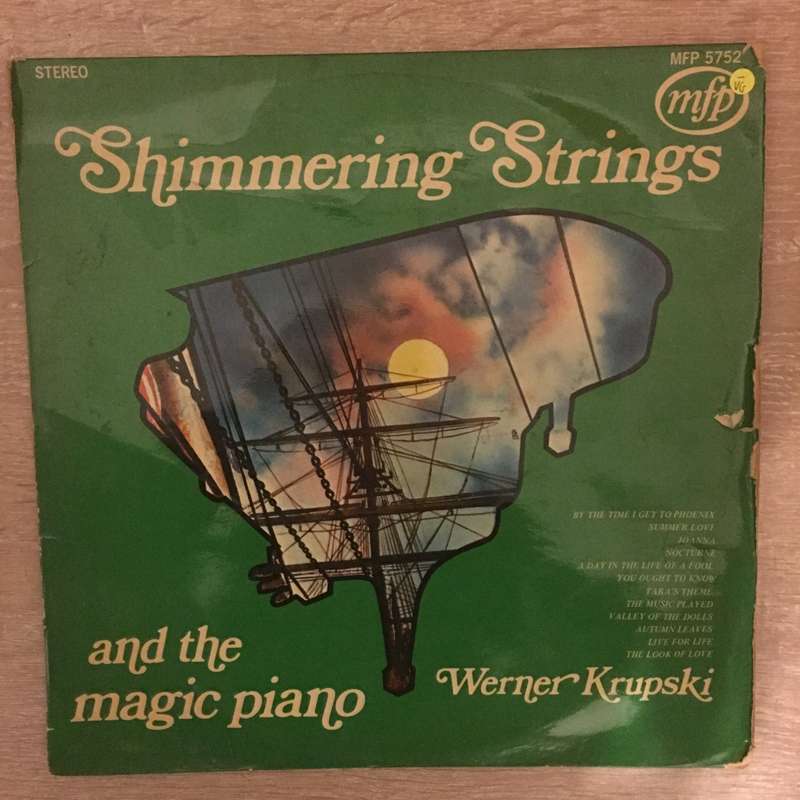 STEREO
MFP 5752
mfp
VG
Shimmering Strings
BY THE TIME I GET TO PHOENIX
SUMMER LOVE
JOANNA
NOCTURNE
A DAY IN THE LIFE OF A FOOL
YOU OUGHT TO KNOW
TARA'S THEME
THE MUSIC PLAYED
VALLEY OF THE DOLLS
AUTUMN LEAVES
LIVE FOR LIFE
THE LOOK OF LOVE
and the
magic piano
Werner Krupski